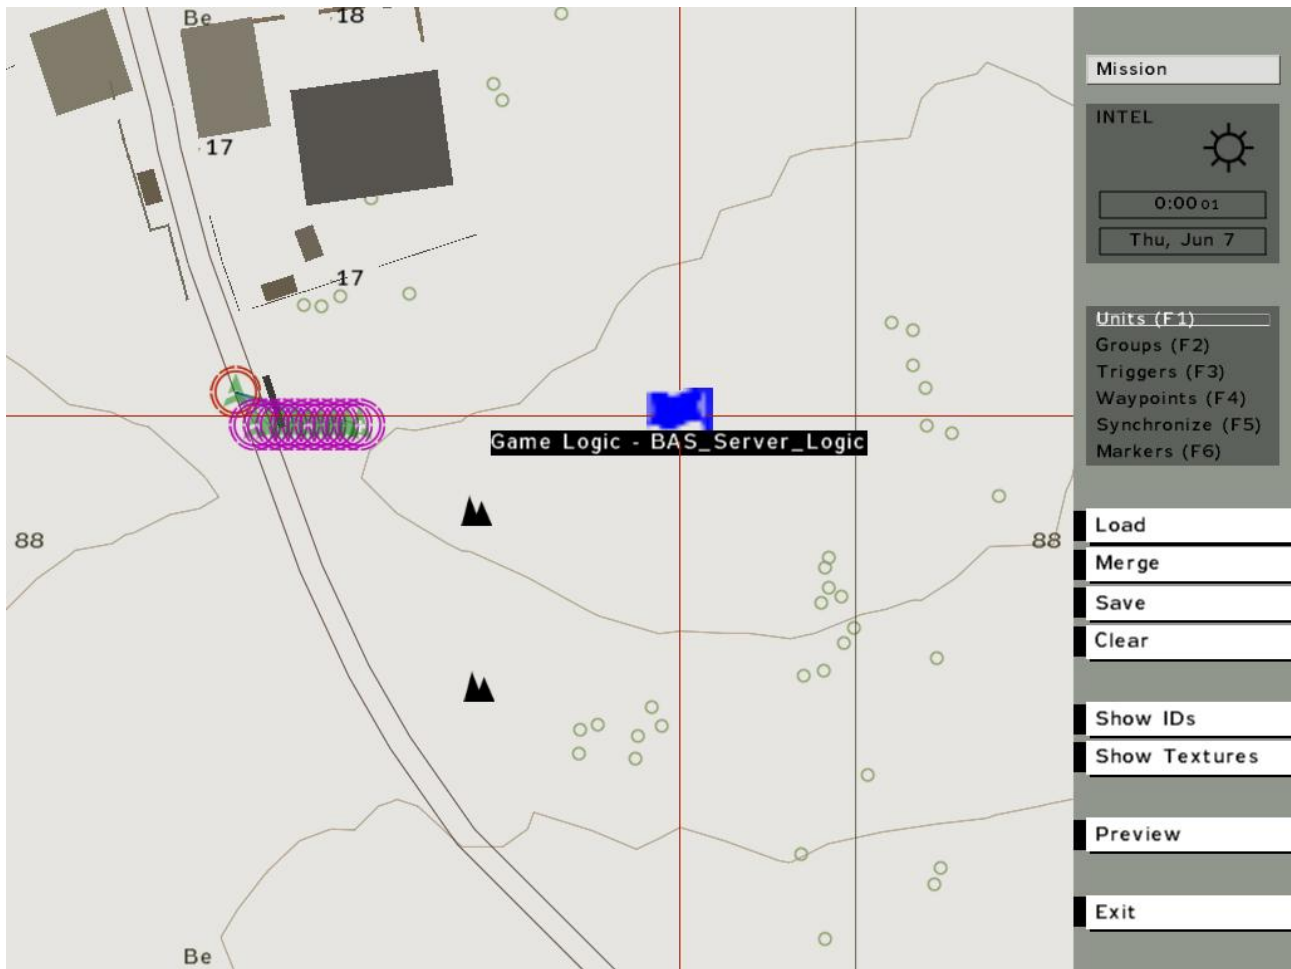 Be
18
17
17
Game Logic - BAS_Server_Logic
88
88
Be
Mission
INTEL
0:00 01
Thu, Jun 7
Units (F1)
Groups (F2)
Triggers (F3)
Waypoints (F4)
Synchronize (F5)
Markers (F6)
Load
Merge
Save
Clear
Show IDs
Show Textures
Preview
Exit